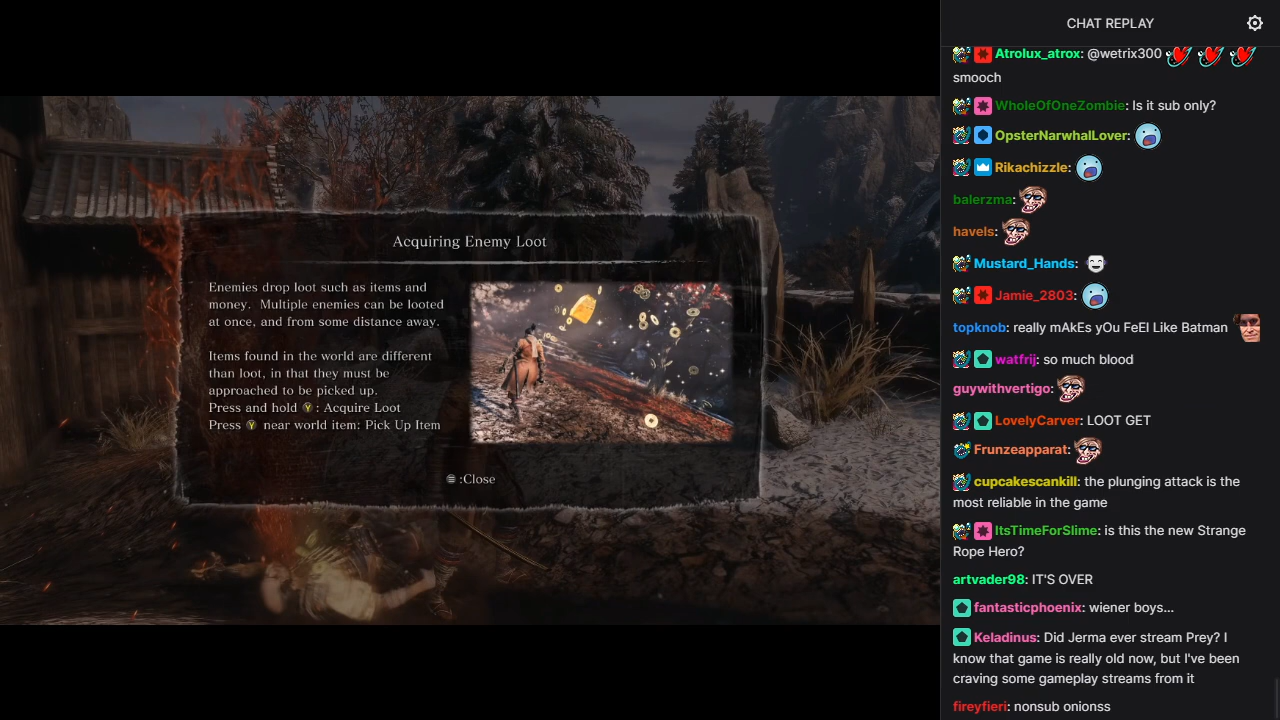 Acquiring Enemy Loot
Enemies drop loot such as items and
money. Multiple enemies can be looted
at once, and from some distance away.
Items found in the world are different
than loot, in that they must be
approached to be picked up.
Press and hold Y : Acquire Loot
Press Y near world item: Pick Up Item
:Close
CHAT REPLAY
Atrolux_atrox: @wetrix300
smooch
WholeOfOneZombie: Is it sub only?
OpsterNarwhalLover:
Rikachizzle:
balerzma:
havels:
Mustard_Hands:
Jamie_2803:
topknob: really mAkEs yOu FeEl Like Batman
watfrij: so much blood
guywithvertigo:
LovelyCarver: LOOT GET
Frunzeapparat:
cupcakescankill: the plunging attack is the
most reliable in the game
ItsTimeForSlime: is this the new Strange
Rope Hero?
artvader98: IT'S OVER
fantasticphoenix: wiener boys...
Keladinus: Did Jerma ever stream Prey? I
know that game is really old now, but I've been
craving some gameplay streams from it
fireyfieri: nonsub onionss